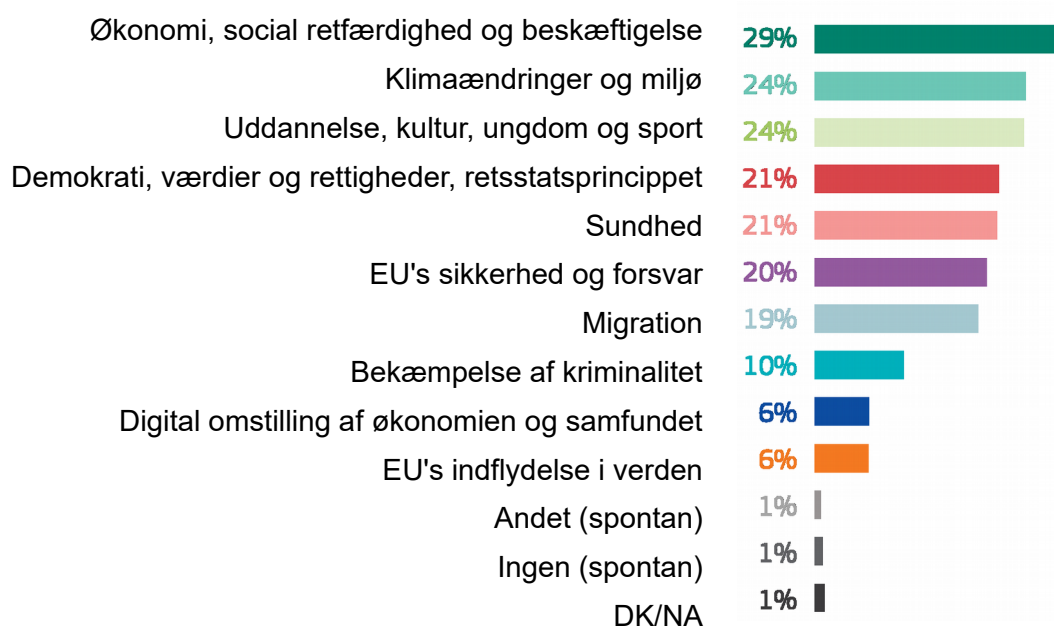 Økonomi, social retfærdighed og beskæftigelse 29%
Klimaændringer og miljø 24%
Uddannelse, kultur, ungdom og sport 24%
Demokrati, værdier og rettigheder, retsstatsprincippet 21%
Sundhed 21%
EU's sikkerhed og forsvar 20%
Migration 19%
Bekæmpelse af kriminalitet 10%
Digital omstilling af økonomien og samfundet 6%
EU's indflydelse i verden 6%
Andet (spontan) 1%
Ingen (spontan) 1%
DK/NA 1%